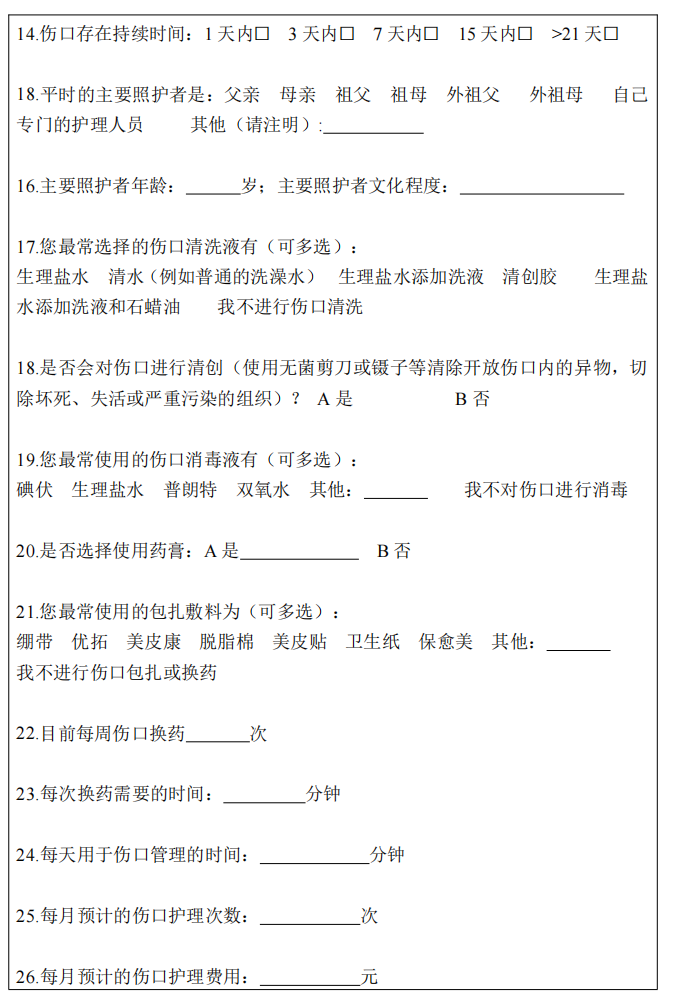 14.伤口存在持续时间：1 天内□ 3 天内□ 7 天内□ 15 天内□ >21 天□
18.平时的主要照护者是：父亲 母亲 祖父 祖母 外祖父 外祖母 自己
专门的护理人员 其他（请注明）:___________
16.主要照护者年龄：______岁；主要照护者文化程度：__________________
17.您最常选择的伤口清洗液有（可多选）：
生理盐水 清水（例如普通的洗澡水） 生理盐水添加洗液 清创胶 生理盐
水添加洗液和石蜡油 我不进行伤口清洗
18.是否会对伤口进行清创（使用无菌剪刀或镊子等清除开放伤口内的异物，切
除坏死、失活或严重污染的组织）？ A 是 B 否
19.您最常使用的伤口消毒液有（可多选）：
碘伏 生理盐水 普朗特 双氧水 其他：_______ 我不对伤口进行消毒
20.是否选择使用药膏：A 是_____________ B 否
21.您最常使用的包扎敷料为（可多选）：
绷带 优拓 美皮康 脱脂棉 美皮贴 卫生纸 保愈美 其他：_______
我不进行伤口包扎或换药
22.目前每周伤口换药_______次
23.每次换药需要的时间：_________分钟
24.每天用于伤口管理的时间：____________分钟
25.每月预计的伤口护理次数：___________次
26.每月预计的伤口护理费用：___________元